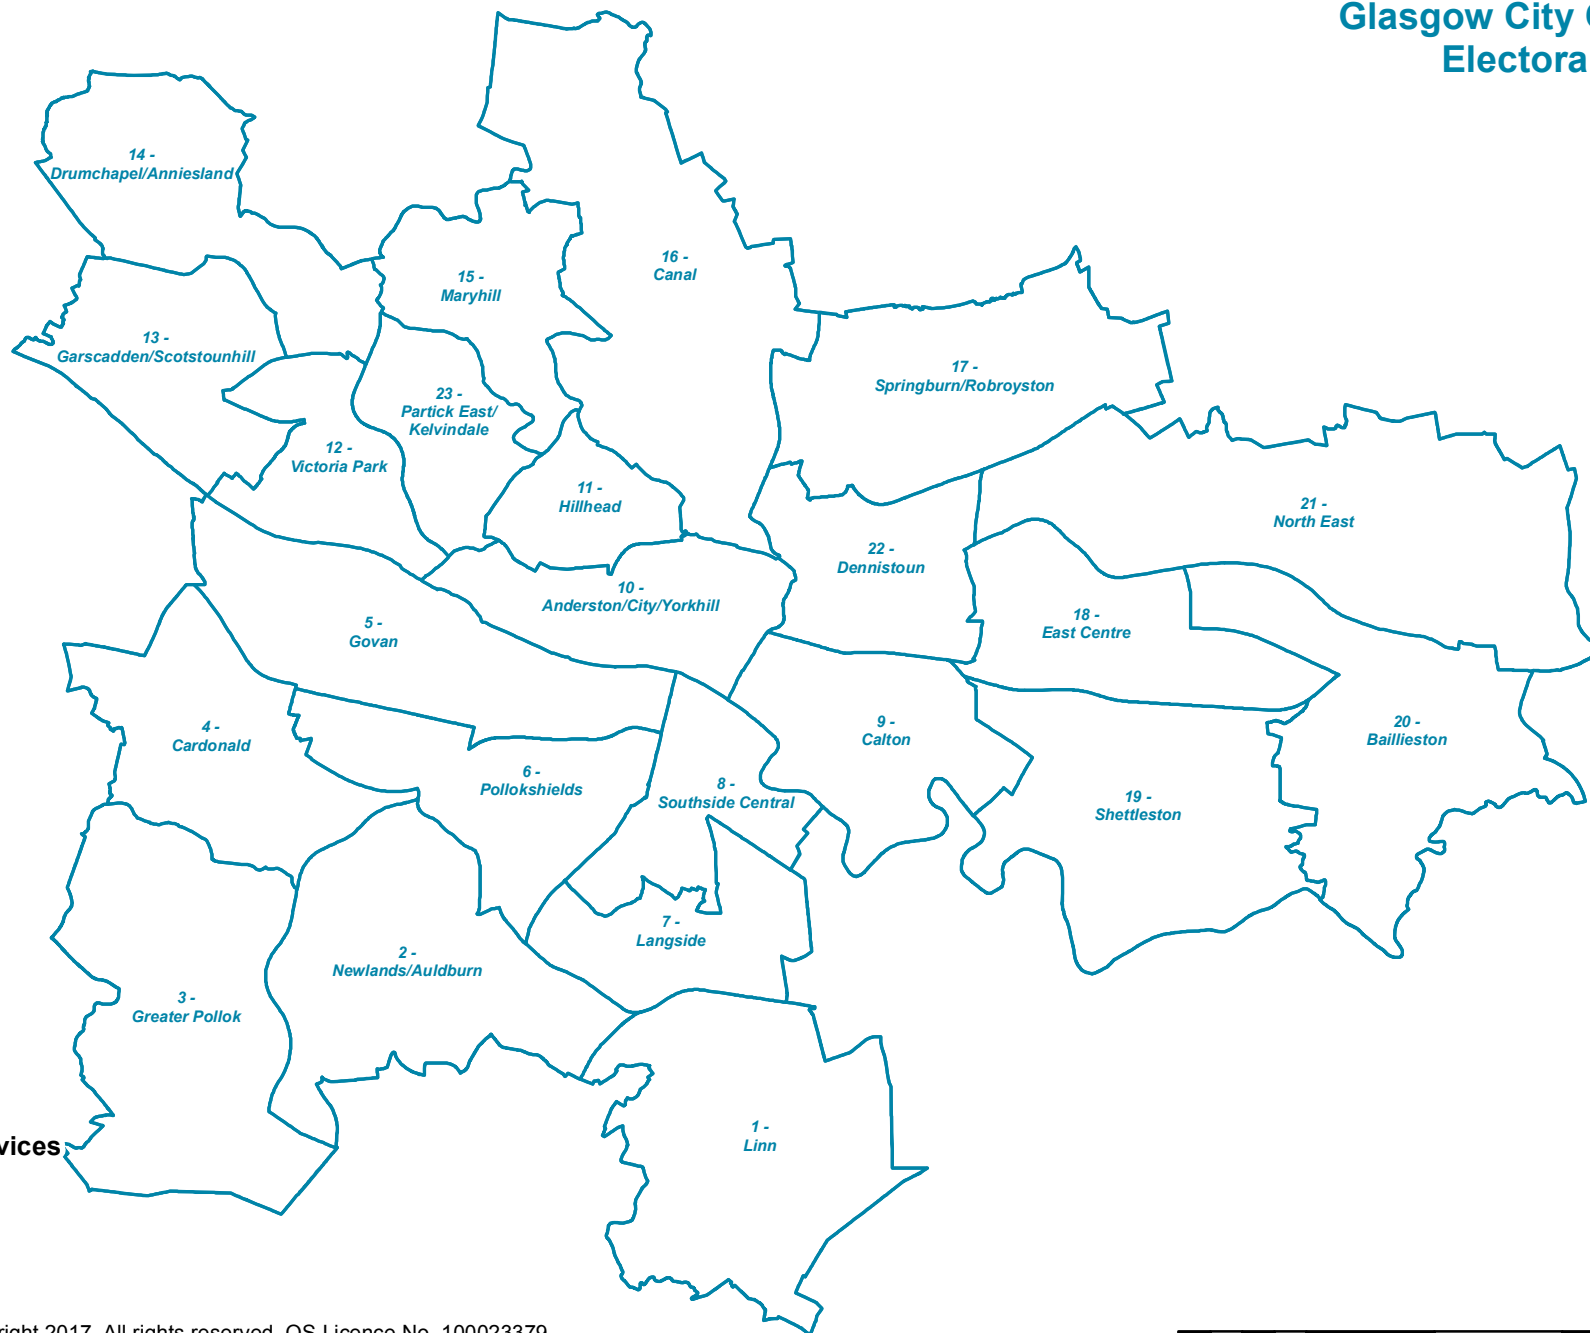 Glasgow City
Electora
14 -
Drumchapel/Anniesland
16 -
Canal
15 -
Maryhill
13 -
Garscadden/Scotstounhill
17 -
Springburn/Robroyston
23 -
Partick East/
Kelvindale
12 -
Victoria Park
11 -
Hillhead
21 -
North East
22 -
Dennistoun
10 -
Anderston/City/Yorkhill
18 -
East Centre
5 -
Govan
4 -
Cardonald
9 -
Calton
20 -
Baillieston
6 -
Pollokshields
8 -
Southside Central
19 -
Shettleston
7 -
Langside
2 -
Newlands/Auldburn
3 -
Greater Pollok
1 -
Linn
vices
right 2017. All rights reserved. OS Licence No. 100023379